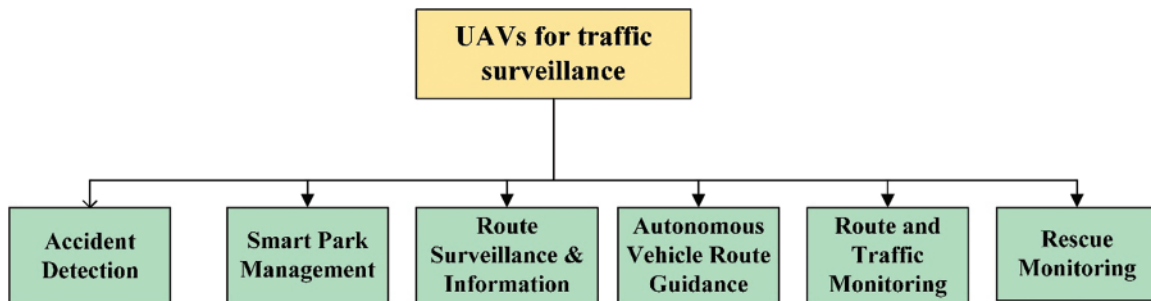 UAVs for traffic
surveillance
Accident
Detection
Smart Park
Management
Route
Surveillance &
Information
Autonomous
Vehicle Route
Guidance
Route and
Traffic
Monitoring
Rescue
Monitoring